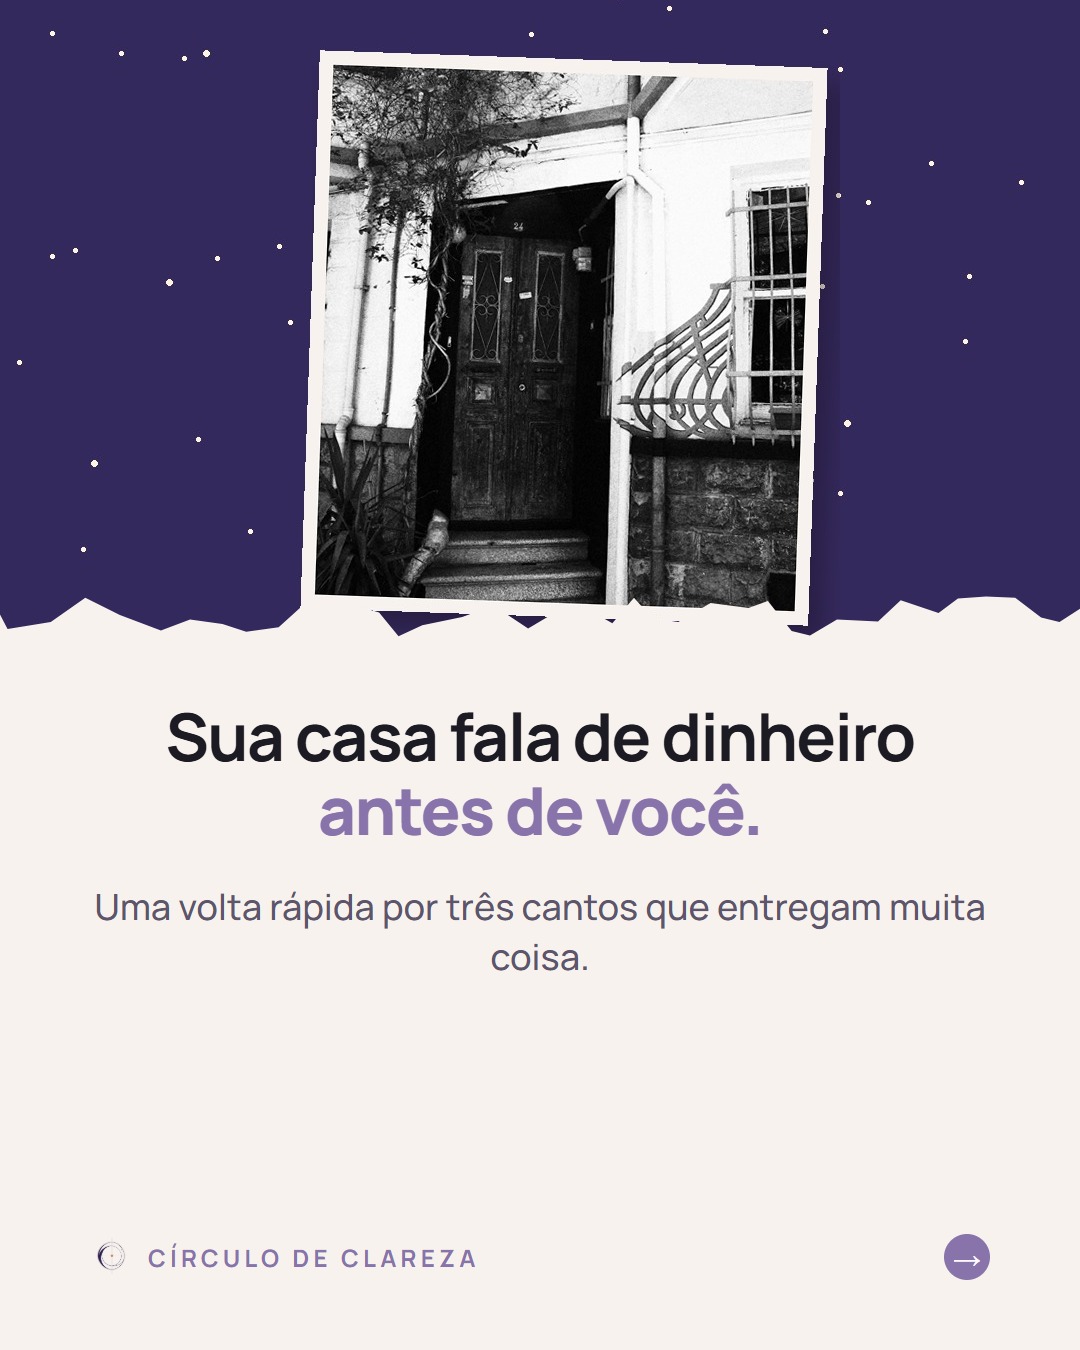 24
Sua casa fala de dinheiro
antes de você.
Uma volta rápida por três cantos que entregam muita
coisa.
CÍRCULO DE CLAREZA
→